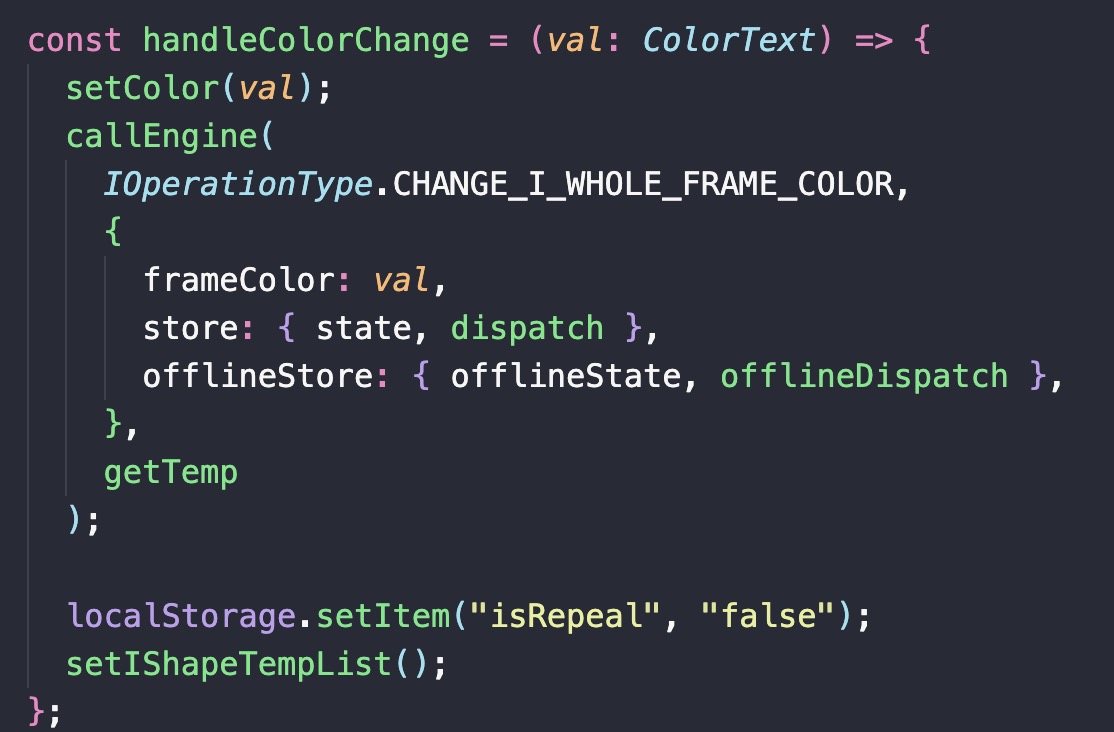 const handleColorChange = (val: ColorText) => {
  setColor(val);
  callEngine(
    IOperationType.CHANGE_I_WHOLE_FRAME_COLOR,
    {
      frameColor: val,
      store: { state, dispatch },
      offlineStore: { offlineState, offlineDispatch },
    },
    getTemp
  );

  localStorage.setItem("isRepeal", "false");
  setIShapeTempList();
};